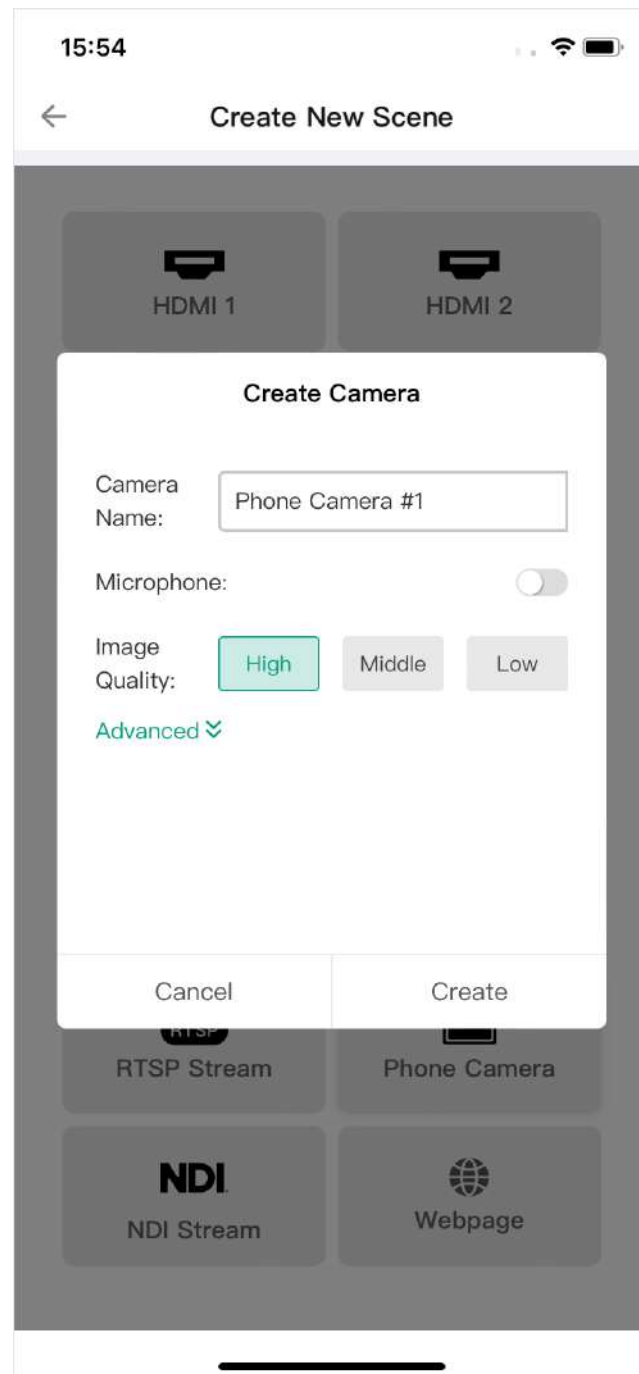 15:54
Create New Scene
HDMI 1
HDMI 2
Create Camera
Camera
Name:
Phone Camera #1
Microphone:
Image
Quality:
High
Middle
Low
Advanced
Cancel
Create
RTSP
RTSP Stream
Phone Camera
NDI
NDI Stream
Webpage